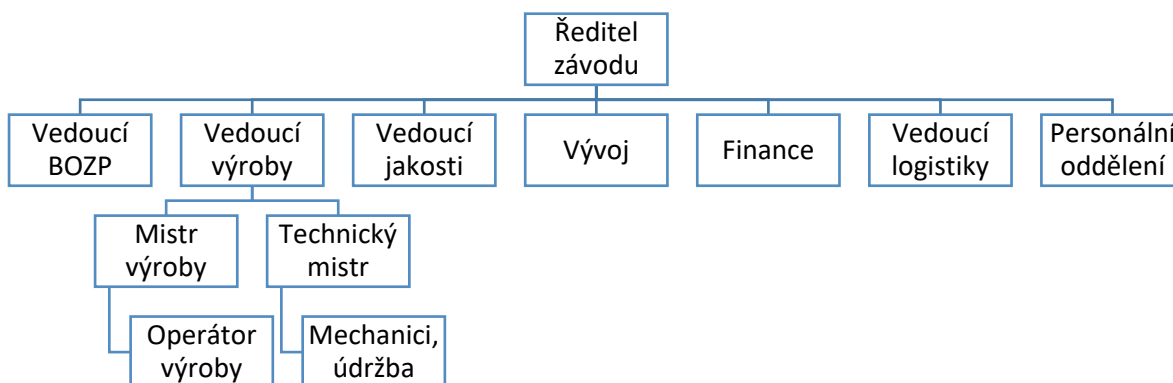 Ředitel
závodu
Vedoucí
BOZP
Vedoucí
výroby
Vedoucí
jakosti
Vývoj
Finance
Vedoucí
logistiky
Personální
oddělení
Mistr
výroby
Technický
mistr
Operátor
výroby
Mechanici,
údržba